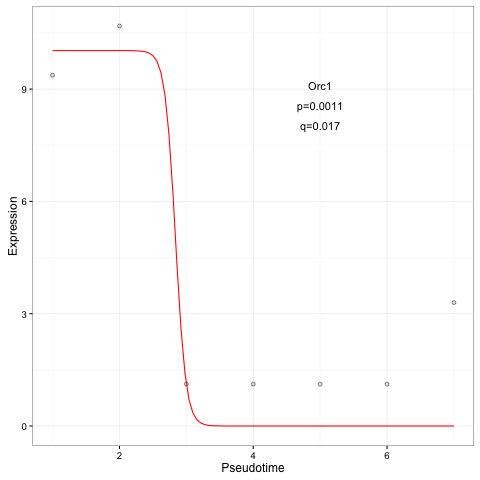 Orc1
p=0.0011
q=0.017
9
6
3
0
Expression
2
4
6
Pseudotime